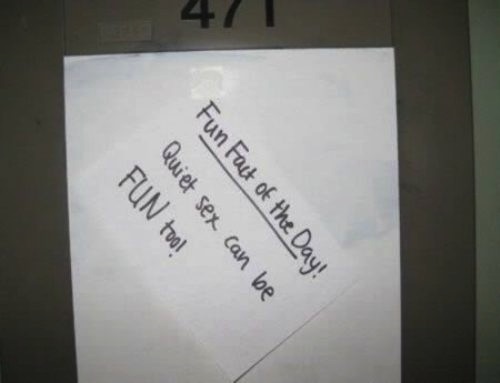 471
Fun Fact of the Day!
Quiet sex can be
FUN too!